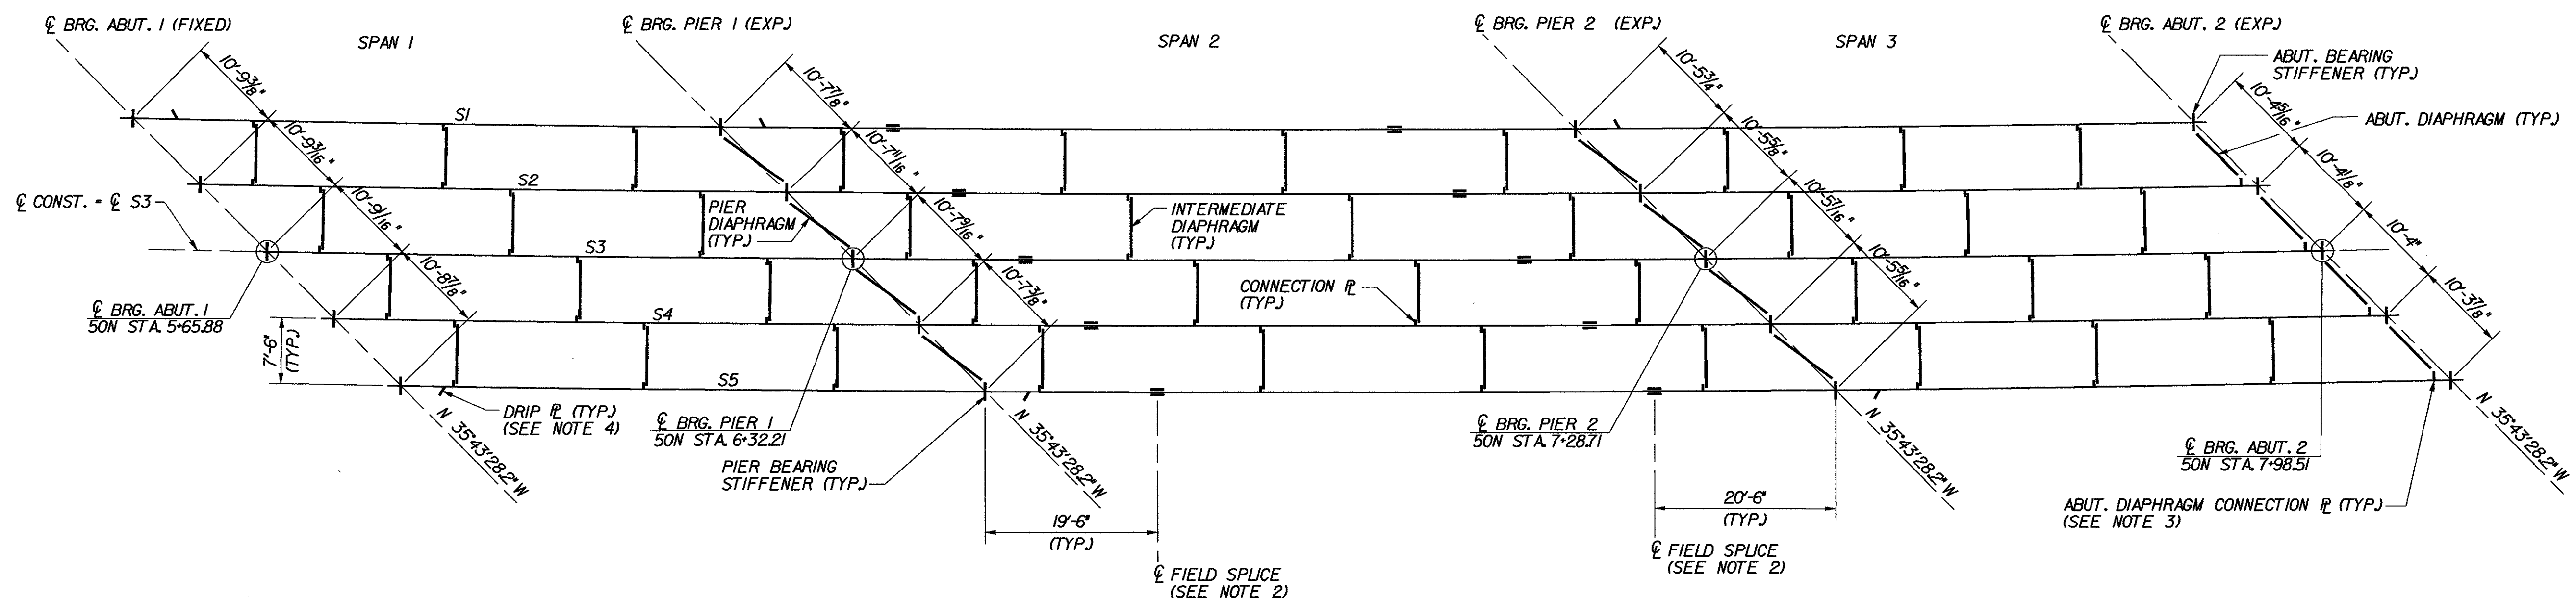 ℄ BRG. ABUT. 1 (FIXED)
SPAN 1
℄ BRG. PIER 1 (EXP.)
SPAN 2
℄ BRG. PIER 2 (EXP.)
SPAN 3
℄ BRG. ABUT. 2 (EXP.)
ABUT. BEARING
STIFFENER (TYP.)
ABUT. DIAPHRAGM (TYP.)
10'-9 3/8"
10'-9 3/16"
10'-9 1/16"
10'-8 7/8"
10'-7 7/8"
10'-7 11/16"
10'-7 9/16"
10'-7 3/8"
10'-5 3/4"
10'-5 5/8"
10'-5 7/16"
10'-5 5/16"
10'-4 5/16"
10'-4 1/8"
10'-4"
10'-3 7/8"
S1
S2
S3
S4
S5
℄ CONST. = ℄ S3
PIER
DIAPHRAGM
(TYP.)
INTERMEDIATE
DIAPHRAGM
(TYP.)
CONNECTION ℙL
(TYP.)
℄ BRG. ABUT. 1
50N STA. 5+65.88
7'-6"
(TYP.)
DRIP ℙL (TYP.)
(SEE NOTE 4)
N 35°43'28.2" W
℄ BRG. PIER 1
50N STA. 6+32.21
PIER BEARING
STIFFENER (TYP.)
N 35°43'28.2" W
19'-6"
(TYP.)
℄ FIELD SPLICE
(SEE NOTE 2)
℄ BRG. PIER 2
50N STA. 7+28.71
20'-6"
(TYP.)
℄ FIELD SPLICE
(SEE NOTE 2)
N 35°43'28.2" W
℄ BRG. ABUT. 2
50N STA. 7+98.51
ABUT. DIAPHRAGM CONNECTION ℙL (TYP.)
(SEE NOTE 3)
N 35°43'28.2" W